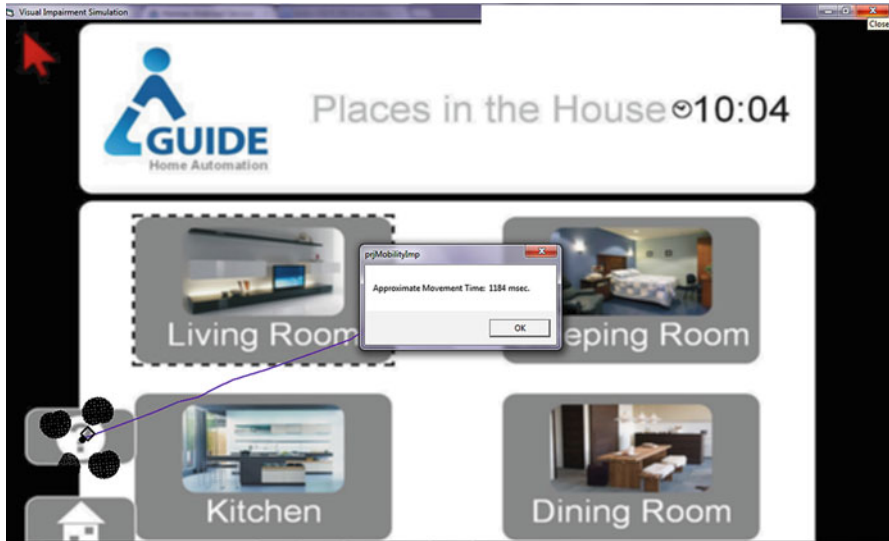 Visual Impairment Simulation
Close
GUIDE
Home Automation
Places in the House 10:04
prjMobilityImp
Approximate Movement Time: 1184 msec.
OK
Living Room
eeping Room
Kitchen
Dining Room